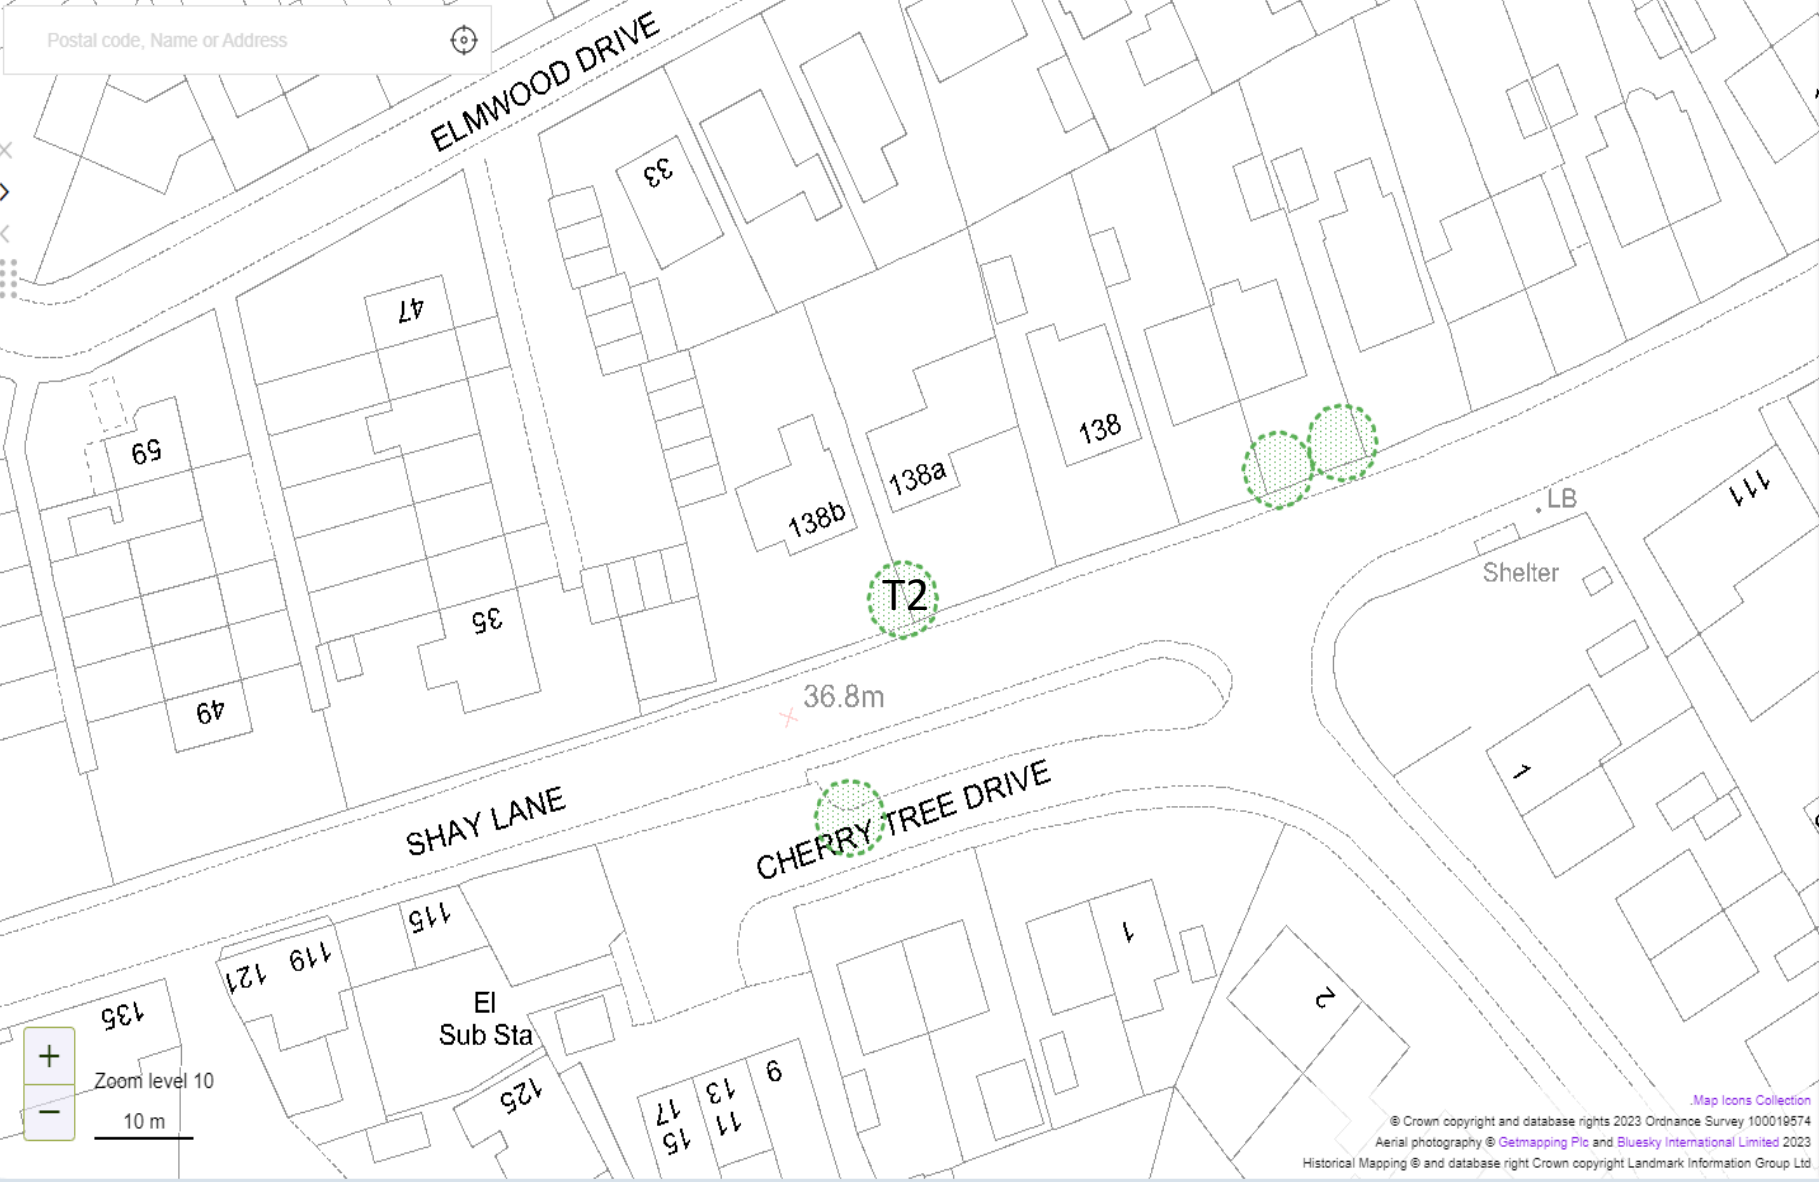 Postal code, Name or Address
ELMWOOD DRIVE
33
47
59
138
138a
138b
LB
111
Shelter
T2
35
36.8m
49
1
CHERRY TREE DRIVE
SHAY LANE
115
119
121
1
2
135
El
Sub Sta
+
Zoom level 10
−
10 m
125
9
13
17
11
15
.Map Icons Collection
© Crown copyright and database rights 2023 Ordnance Survey 100019574
Aerial photography © Getmapping Plc and Bluesky International Limited 2023
Historical Mapping © and database right Crown copyright Landmark Information Group Ltd